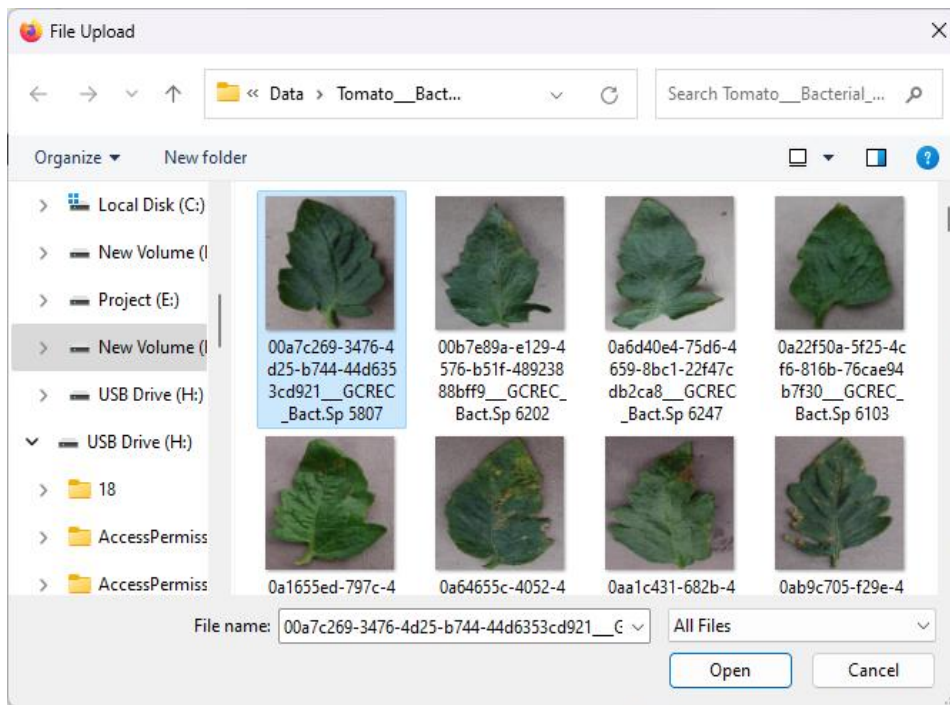 File Upload
« Data › Tomato___Bact...
Search Tomato___Bacterial_...
Organize
New folder
?
Local Disk (C:)
New Volume (
Project (E:)
New Volume (
USB Drive (H:)
USB Drive (H:)
18
AccessPermiss
AccessPermiss
00a7c269-3476-4
d25-b744-44d635
3cd921___GCREC
_Bact.Sp 5807
00b7e89a-e129-4
576-b51f-489238
88bff9___GCREC_
Bact.Sp 6202
0a6d40e4-75d6-4
659-8bc1-22f47c
db2ca8___GCREC
_Bact.Sp 6247
0a22f50a-5f25-4c
f6-816b-76cae94
b7f30___GCREC_
Bact.Sp 6103
0a1655ed-797c-4
0a64655c-4052-4
0aa1c431-682b-4
0ab9c705-f29e-4
File name:
00a7c269-3476-4d25-b744-44d6353cd921___G
All Files
Open
Cancel